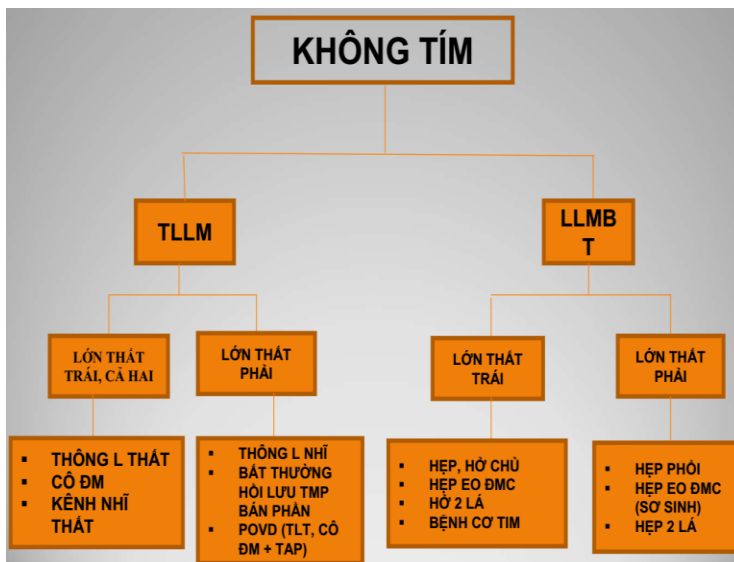 KHÔNG TÍM
TLLM
LLMB
T
LỚN THẤT
TRÁI, CẢ HAI
LỚN THẤT
PHẢI
LỚN THẤT
TRÁI
LỚN THẤT
PHẢI
▪ THÔNG L THẤT
▪ CÔ ĐM
▪ KÊNH NHĨ
THẤT
▪ THÔNG L NHĨ
▪ BẤT THƯỜNG
HỒI LƯU TMP
BÁN PHẦN
▪ POVD (TLT, CÔ
ĐM + TAP)
▪ HẸP, HỞ CHỦ
▪ HẸP EO ĐMC
▪ HỞ 2 LÁ
▪ BỆNH CƠ TIM
▪ HẸP PHỔI
▪ HẸP EO ĐMC
(SƠ SINH)
▪ HẸP 2 LÁ